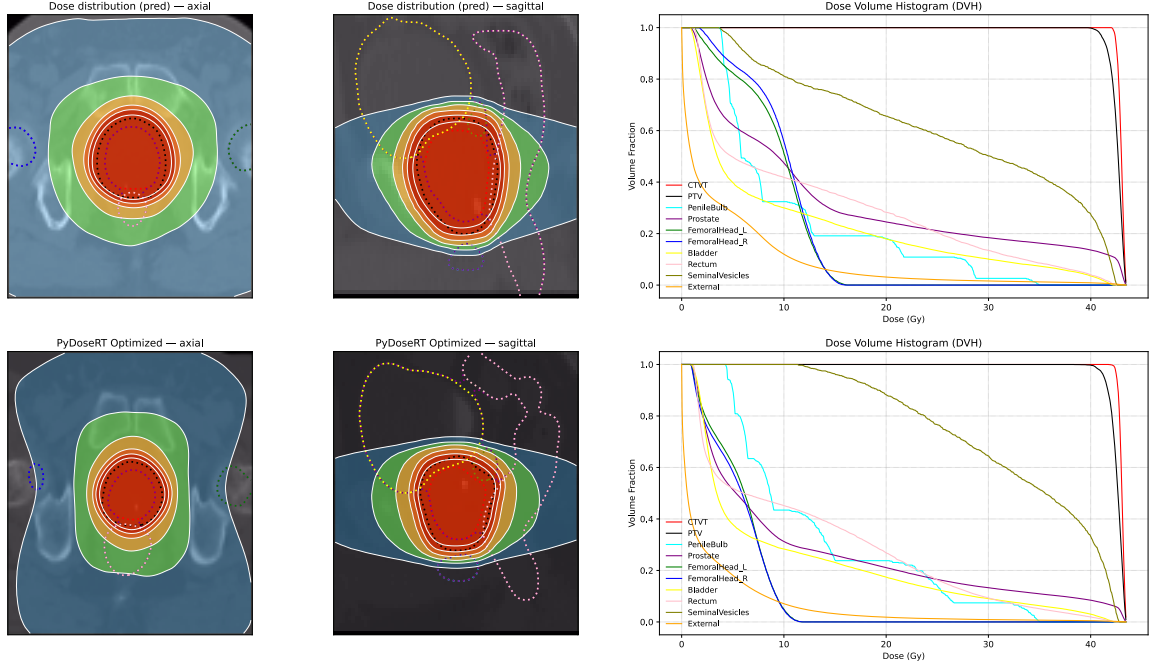 Dose distribution (pred) — axial
Dose distribution (pred) — sagittal
Dose Volume Histogram (DVH)
1.0
0.8
0.6
0.4
0.2
0.0
Volume Fraction
CTVT
PTV
PenileBulb
Prostate
FemoralHead_L
FemoralHead_R
Bladder
Rectum
SeminalVesicles
External
0
10
20
30
40
Dose (Gy)
PyDoseRT Optimized — axial
PyDoseRT Optimized — sagittal
Dose Volume Histogram (DVH)
1.0
0.8
0.6
0.4
0.2
0.0
Volume Fraction
CTVT
PTV
PenileBulb
Prostate
FemoralHead_L
FemoralHead_R
Bladder
Rectum
SeminalVesicles
External
0
10
20
30
40
Dose (Gy)